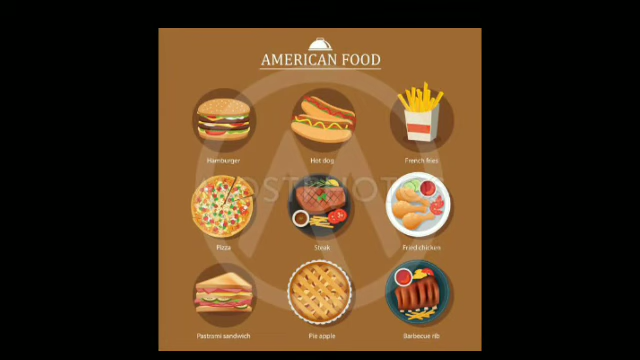 AMERICAN FOOD
Hamburger
Hot dog
French fries
Pizza
Steak
Fried chicken
Pastrami sandwich
Pie apple
Barbecue rib